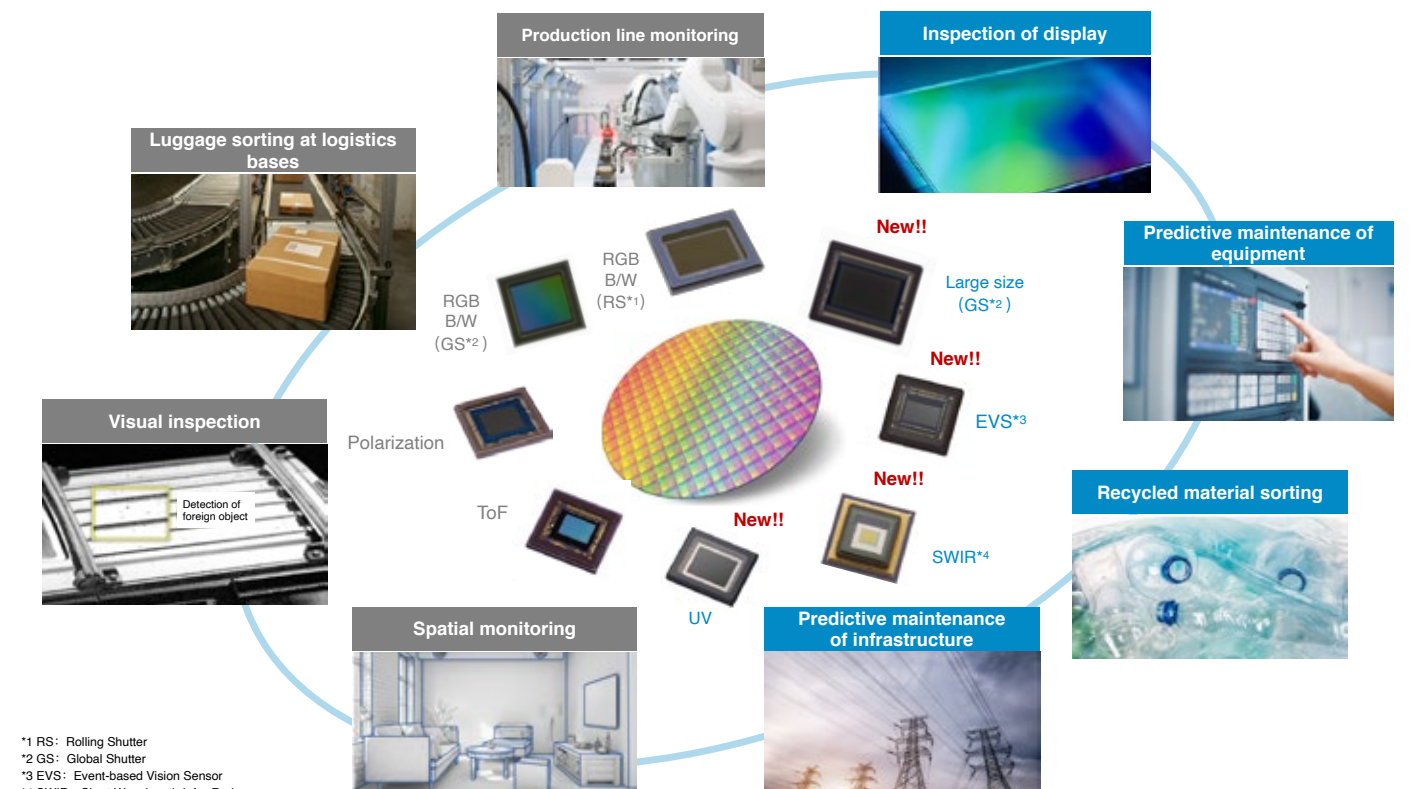 Production line monitoring
Inspection of display
Luggage sorting at logistics
bases
New!!
Predictive maintenance of
equipment
RGB
B/W
(RS*1)
Large size
(GS*2)
RGB
B/W
(GS*2)
New!!
Visual inspection
EVS*3
Polarization
New!!
Recycled material sorting
Detection of
foreign object
ToF
New!!
SWIR*4
UV
Spatial monitoring
Predictive maintenance
of infrastructure
*1 RS: Rolling Shutter
*2 GS: Global Shutter
*3 EVS: Event-based Vision Sensor